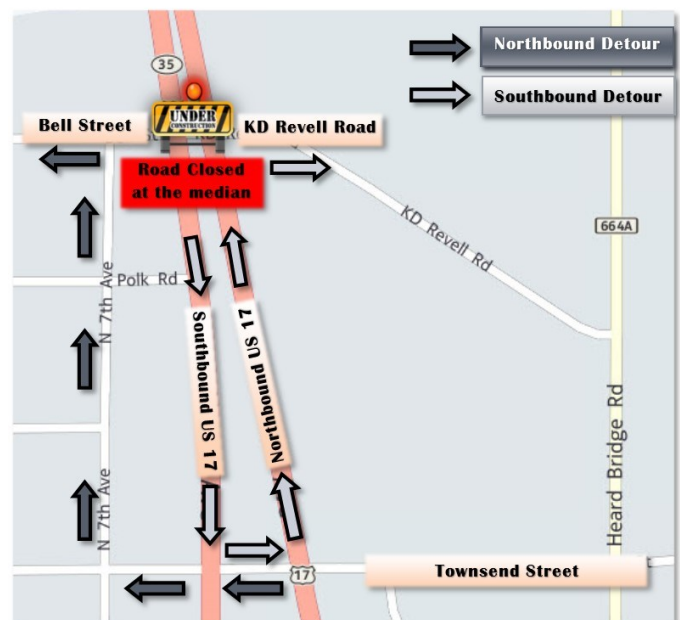 Northbound Detour
35
Southbound Detour
UNDER
CONSTRUCTION
Bell Street
KD Revell Road
Road Closed
at the median
KD Revell Rd
664A
Polk Rd
N 7th Ave
Southbound US 17
Northbound US 17
Heard Bridge Rd
N 7th Ave
17
Townsend Street